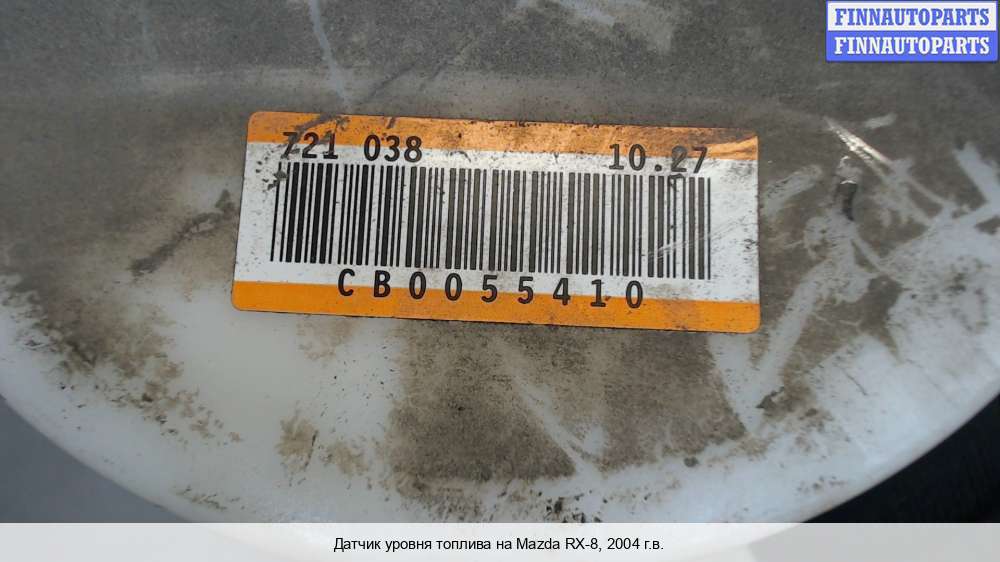 FINNAUTOPARTS
FINNAUTOPARTS
721 038 10.27
CB0055410
Датчик уровня топлива на Mazda RX-8, 2004 г.в.